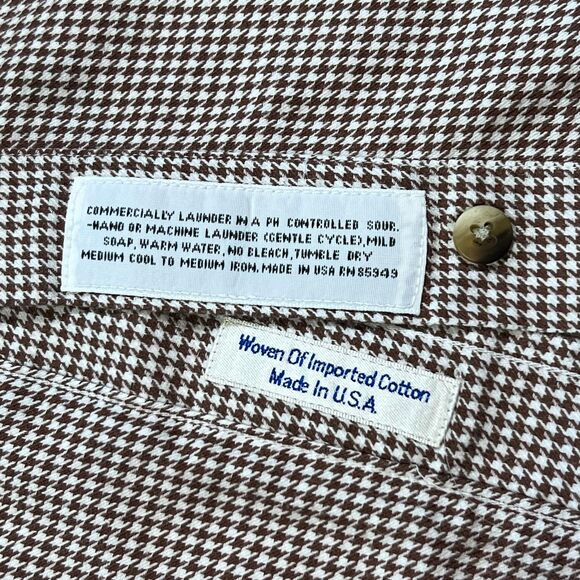 COMMERCIALLY LAUNDER IN A PH CONTROLLED SOUR.
-HAND OR MACHINE LAUNDER (GENTLE CYCLE), MILD
SOAP, WARM WATER, NO BLEACH, TUMBLE DRY
MEDIUM COOL TO MEDIUM IRON. MADE IN USA RN 85949
Woven Of Imported Cotton
Made In U.S.A.